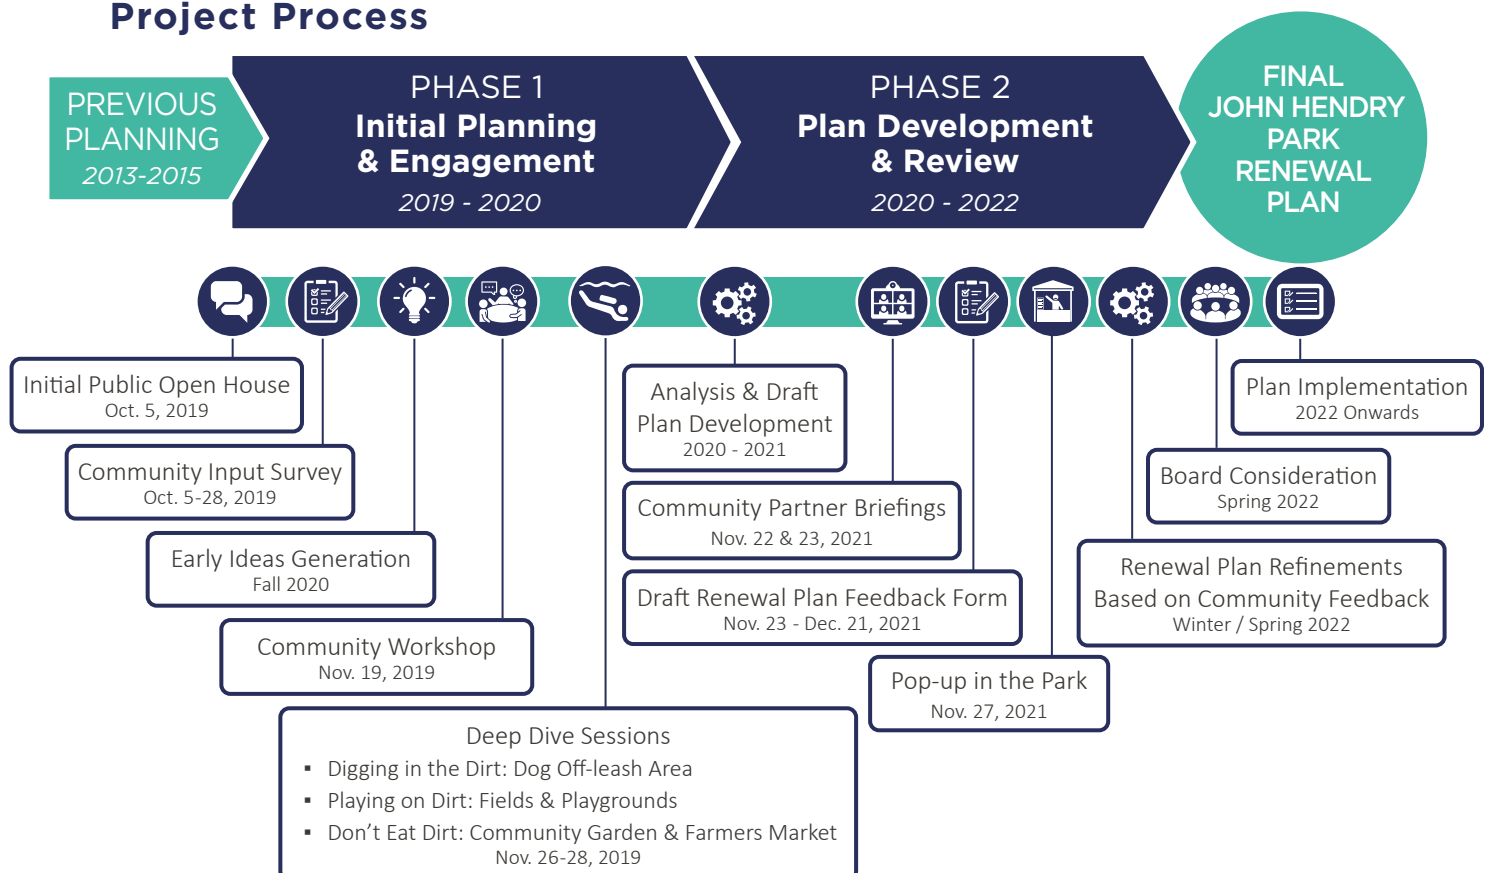 Project Process
PREVIOUS
PLANNING
2013-2015
PHASE 1
Initial Planning
& Engagement
2019 - 2020
PHASE 2
Plan Development
& Review
2020 - 2022
FINAL
JOHN HENDRY
PARK
RENEWAL
PLAN
Initial Public Open House
Oct. 5, 2019
Community Input Survey
Oct. 5-28, 2019
Early Ideas Generation
Fall 2020
Community Workshop
Nov. 19, 2019
Deep Dive Sessions
▪ Digging in the Dirt: Dog Off-leash Area
▪ Playing on Dirt: Fields & Playgrounds
▪ Don’t Eat Dirt: Community Garden & Farmers Market
Nov. 26-28, 2019
Analysis & Draft
Plan Development
2020 - 2021
Community Partner Briefings
Nov. 22 & 23, 2021
Draft Renewal Plan Feedback Form
Nov. 23 - Dec. 21, 2021
Pop-up in the Park
Nov. 27, 2021
Renewal Plan Refinements
Based on Community Feedback
Winter / Spring 2022
Board Consideration
Spring 2022
Plan Implementation
2022 Onwards